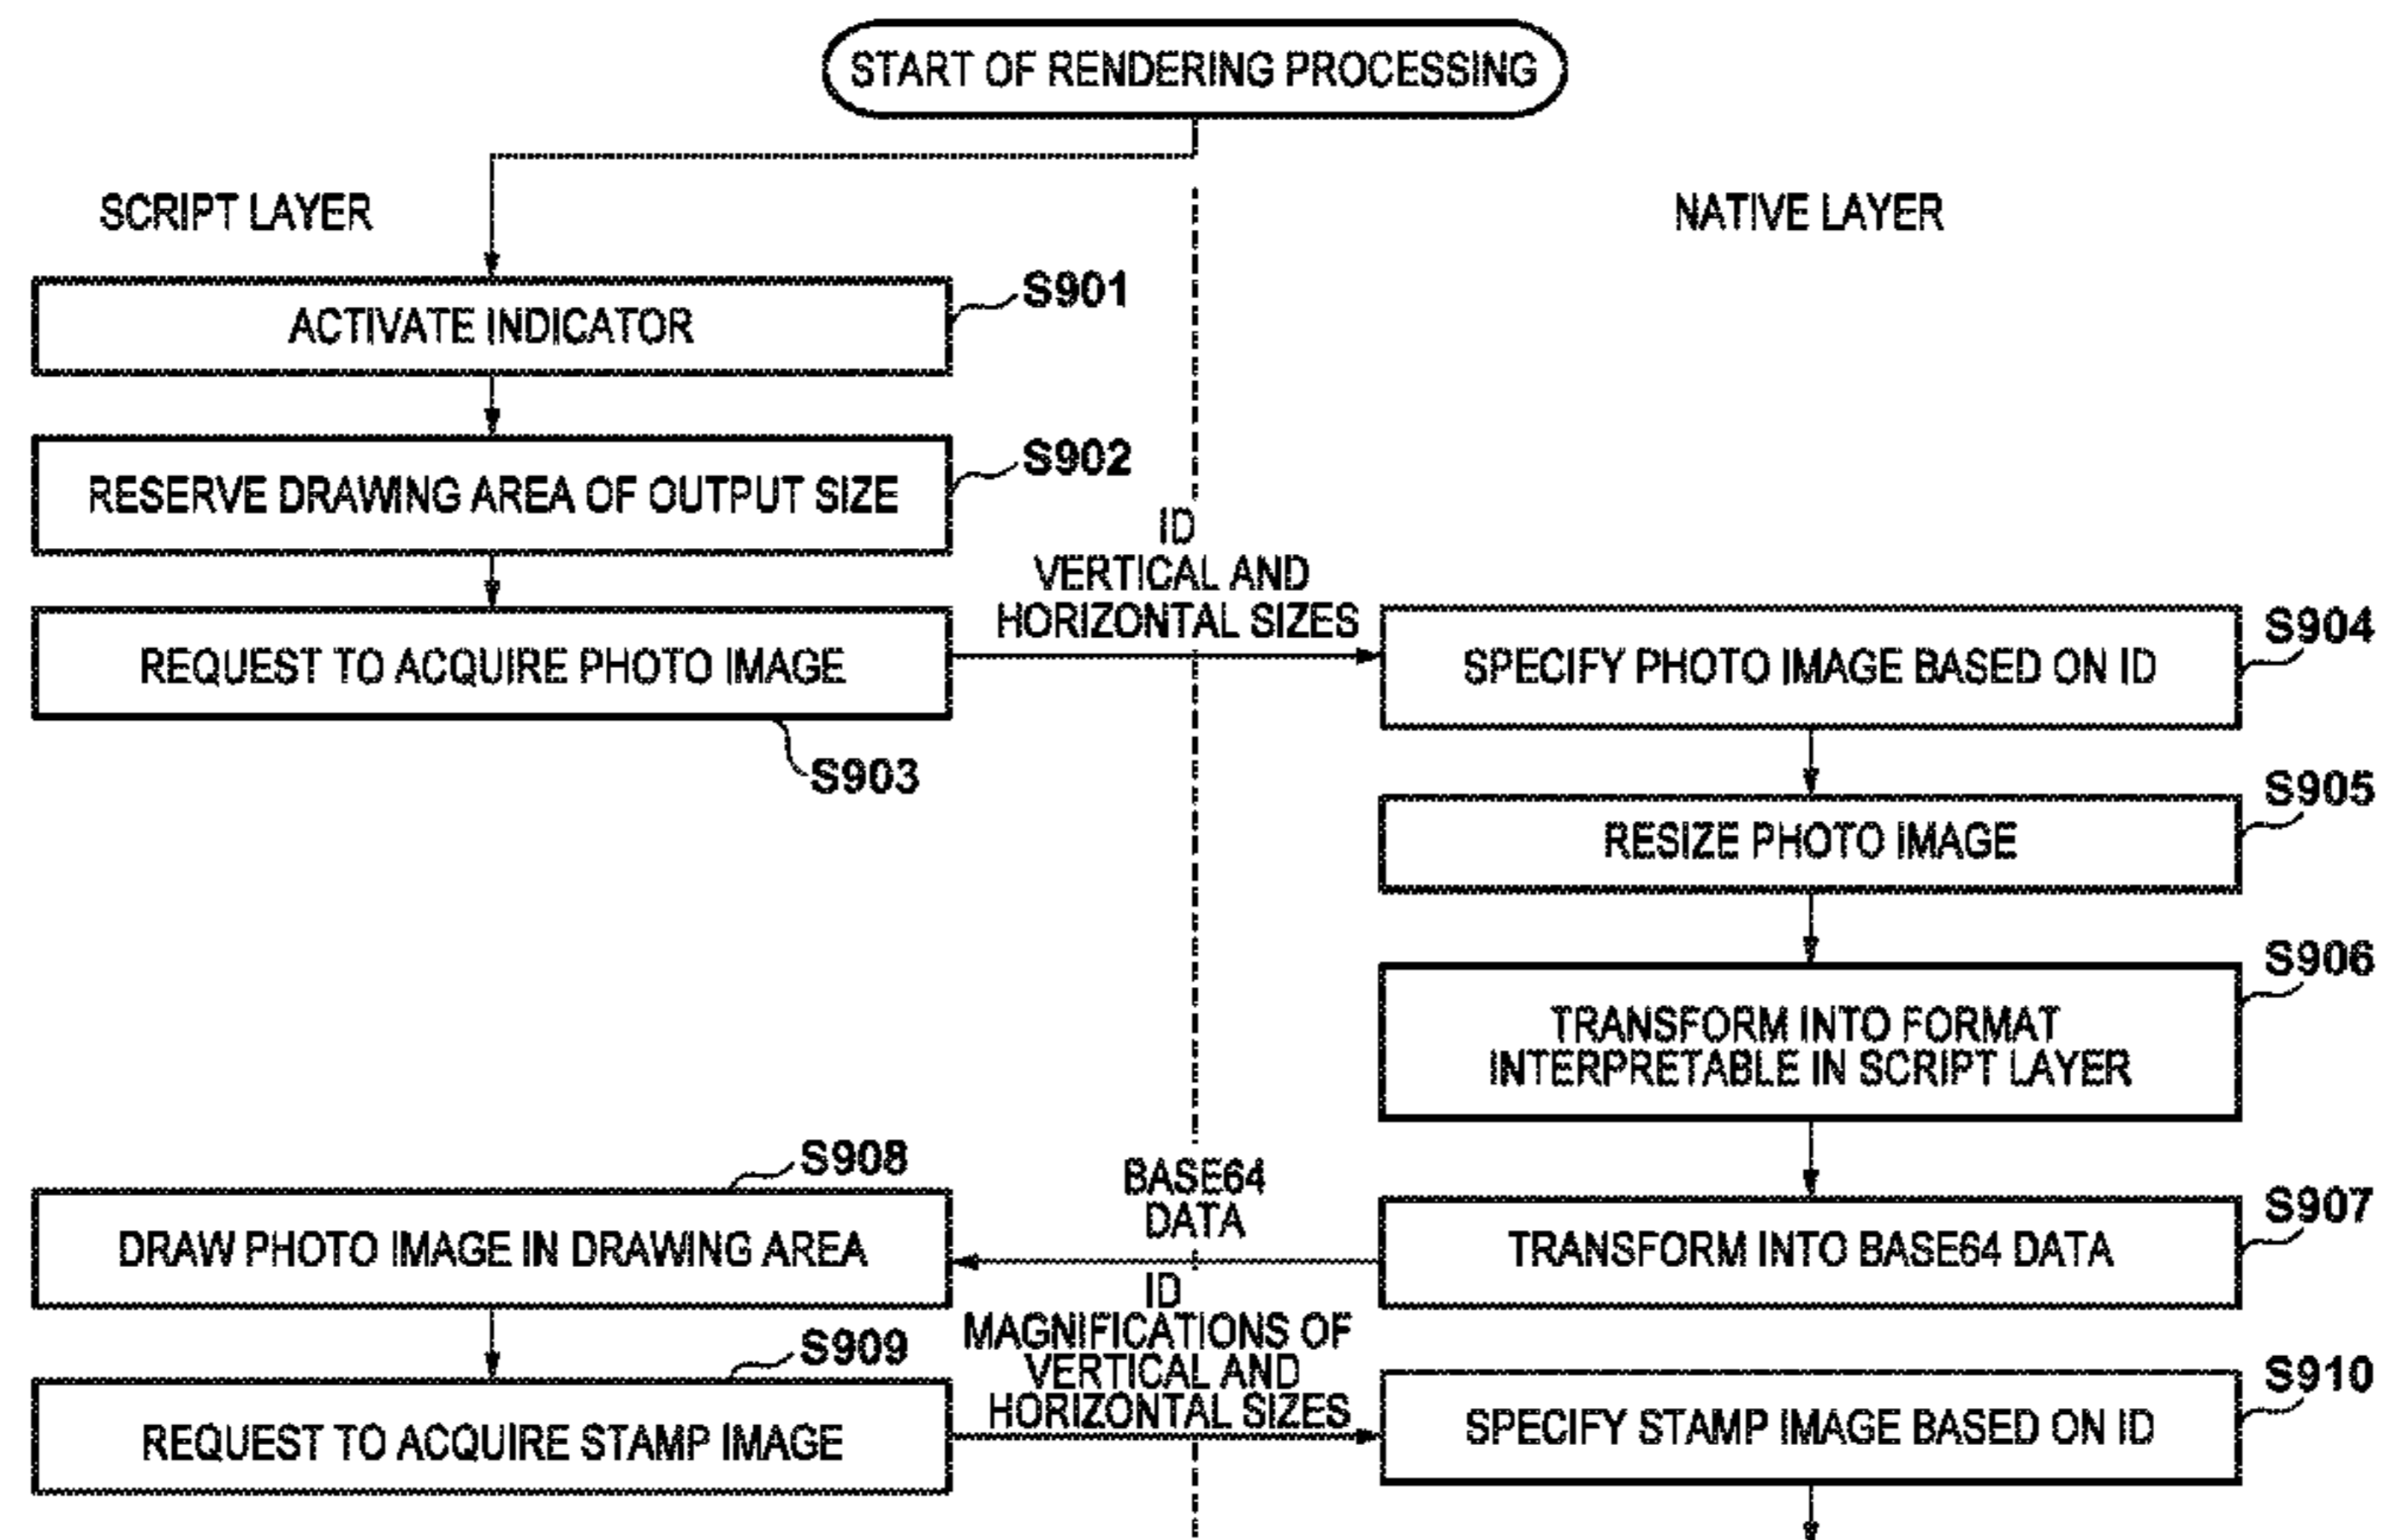 START OF RENDERING PROCESSING
SCRIPT LAYER
NATIVE LAYER
S901
ACTIVATE INDICATOR
S902
RESERVE DRAWING AREA OF OUTPUT SIZE
ID
VERTICAL AND
HORIZONTAL SIZES
REQUEST TO ACQUIRE PHOTO IMAGE
S903
S904
SPECIFY PHOTO IMAGE BASED ON ID
S905
RESIZE PHOTO IMAGE
S906
TRANSFORM INTO FORMAT
INTERPRETABLE IN SCRIPT LAYER
S907
TRANSFORM INTO BASE64 DATA
BASE64
DATA
S908
DRAW PHOTO IMAGE IN DRAWING AREA
S909
REQUEST TO ACQUIRE STAMP IMAGE
ID
MAGNIFICATIONS OF
VERTICAL AND
HORIZONTAL SIZES
S910
SPECIFY STAMP IMAGE BASED ON ID